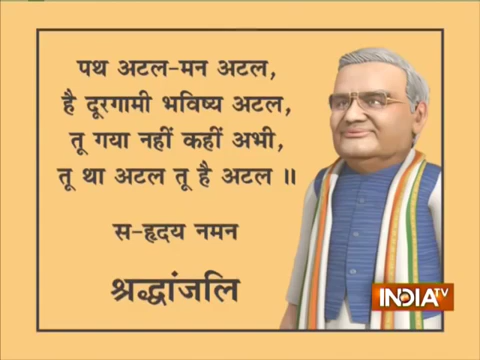 पथ अटल-मन अटल,
है दूरगामी भविष्य अटल,
तू गया नहीं कहीं अभी,
तू था अटल तू है अटल ॥
स-हृदय नमन
श्रद्धांजलि
INDIA TV